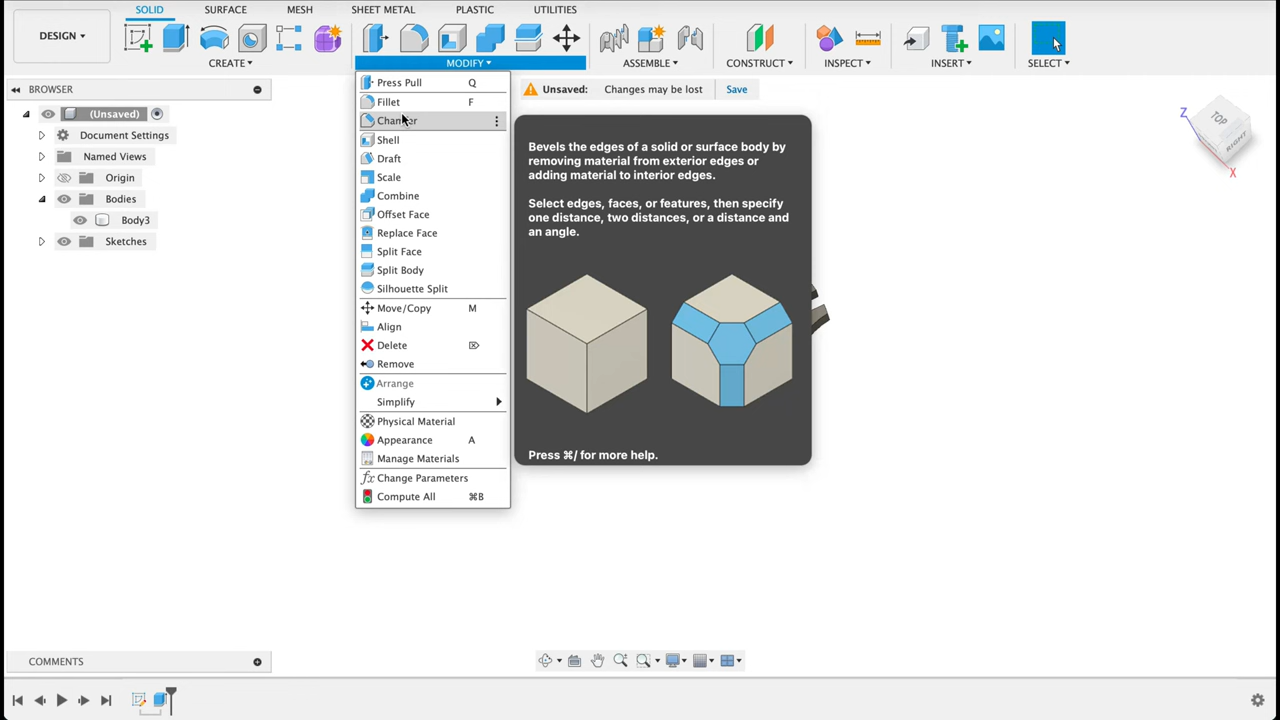 SOLID SURFACE MESH SHEET METAL PLASTIC UTILITIES
DESIGN ▾
CREATE ▾ MODIFY ▾ ASSEMBLE ▾ CONSTRUCT ▾ INSPECT ▾ INSERT ▾ SELECT ▾
BROWSER
(Unsaved)
Document Settings
Named Views
Origin
Bodies
Body3
Sketches
Press Pull Q
Fillet F
Chamfer
Shell
Draft
Scale
Combine
Offset Face
Replace Face
Split Face
Split Body
Silhouette Split
Move/Copy M
Align
Delete ⌦
Remove
Arrange
Simplify
Physical Material
Appearance A
Manage Materials
fx Change Parameters
Compute All ⌘B
Unsaved: Changes may be lost Save
Bevels the edges of a solid or surface body by
removing material from exterior edges or
adding material to interior edges.
Select edges, faces, or features, then specify
one distance, two distances, or a distance and
an angle.
Press ⌘/ for more help.
Z
TOP
RIGHT
X
COMMENTS